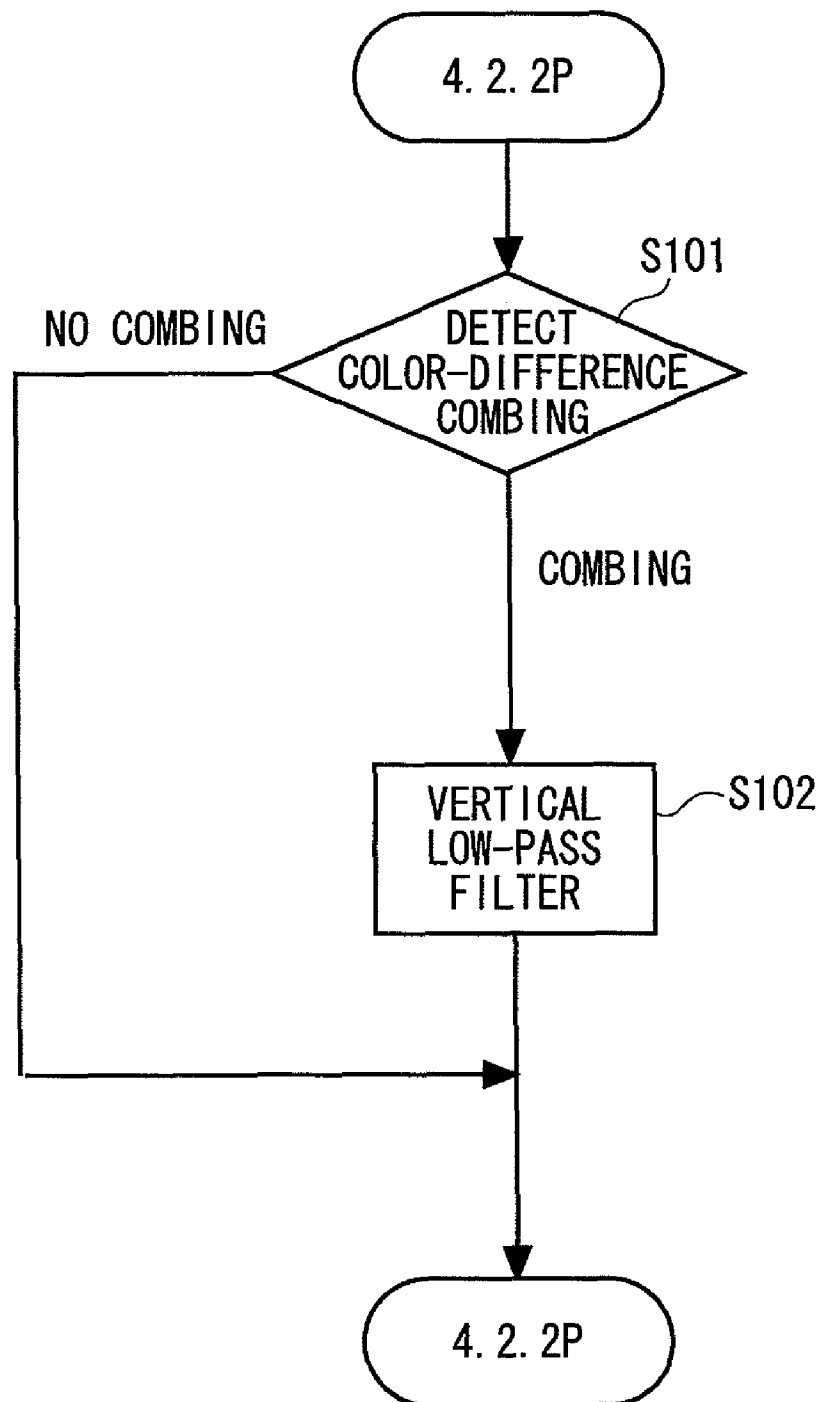 4.2.2P
S101
NO COMBING
DETECT
COLOR-DIFFERENCE
COMBING
COMBING
VERTICAL
LOW-PASS
FILTER
S102
4.2.2P